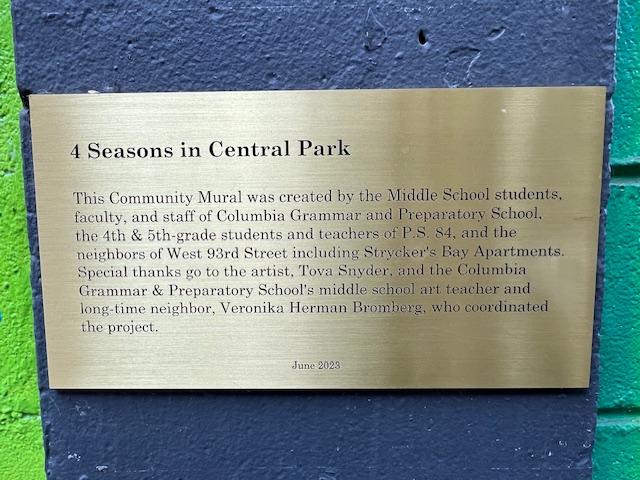 4 Seasons in Central Park
This Community Mural was created by the Middle School students,
faculty, and staff of Columbia Grammar and Preparatory School,
the 4th & 5th-grade students and teachers of P.S. 84, and the
neighbors of West 93rd Street including Strycker's Bay Apartments.
Special thanks go to the artist, Tova Snyder, and the Columbia
Grammar & Preparatory School's middle school art teacher and
long-time neighbor, Veronika Herman Bromberg, who coordinated
the project.
June 2023